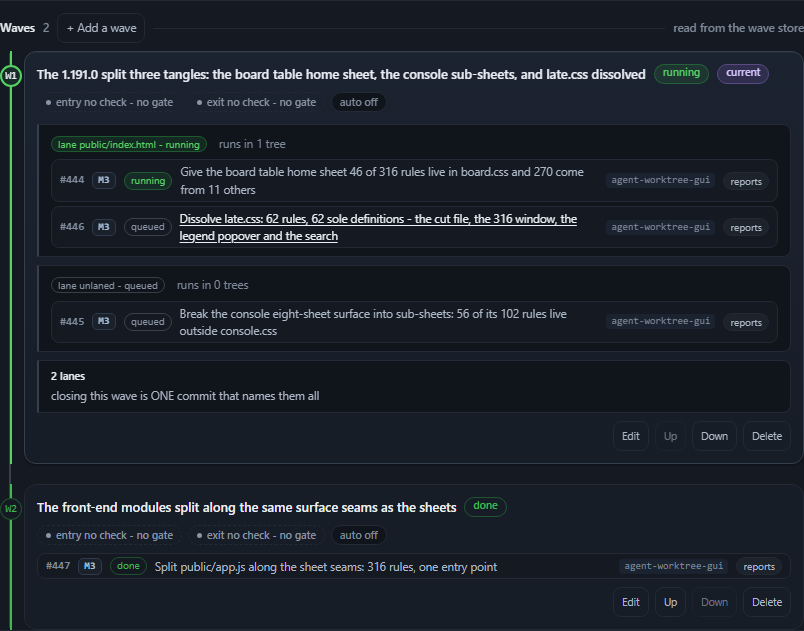 Waves 2 + Add a wave read from the wave store
W1 The 1.191.0 split three tangles: the board table home sheet, the console sub-sheets, and late.css dissolved running current
entry no check - no gate exit no check - no gate auto off
lane public/index.html - running runs in 1 tree
#444 M3 running Give the board table home sheet 46 of 316 rules live in board.css and 270 come
from 11 others agent-worktree-gui reports
#446 M3 queued Dissolve late.css: 62 rules, 62 sole definitions - the cut file, the 316 window, the
legend popover and the search agent-worktree-gui reports
lane unlaned - queued runs in 0 trees
#445 M3 queued Break the console eight-sheet surface into sub-sheets: 56 of its 102 rules live
outside console.css agent-worktree-gui reports
2 lanes
closing this wave is ONE commit that names them all
Edit Up Down Delete
W2 The front-end modules split along the same surface seams as the sheets done
entry no check - no gate exit no check - no gate auto off
#447 M3 done Split public/app.js along the sheet seams: 316 rules, one entry point agent-worktree-gui reports
Edit Up Down Delete